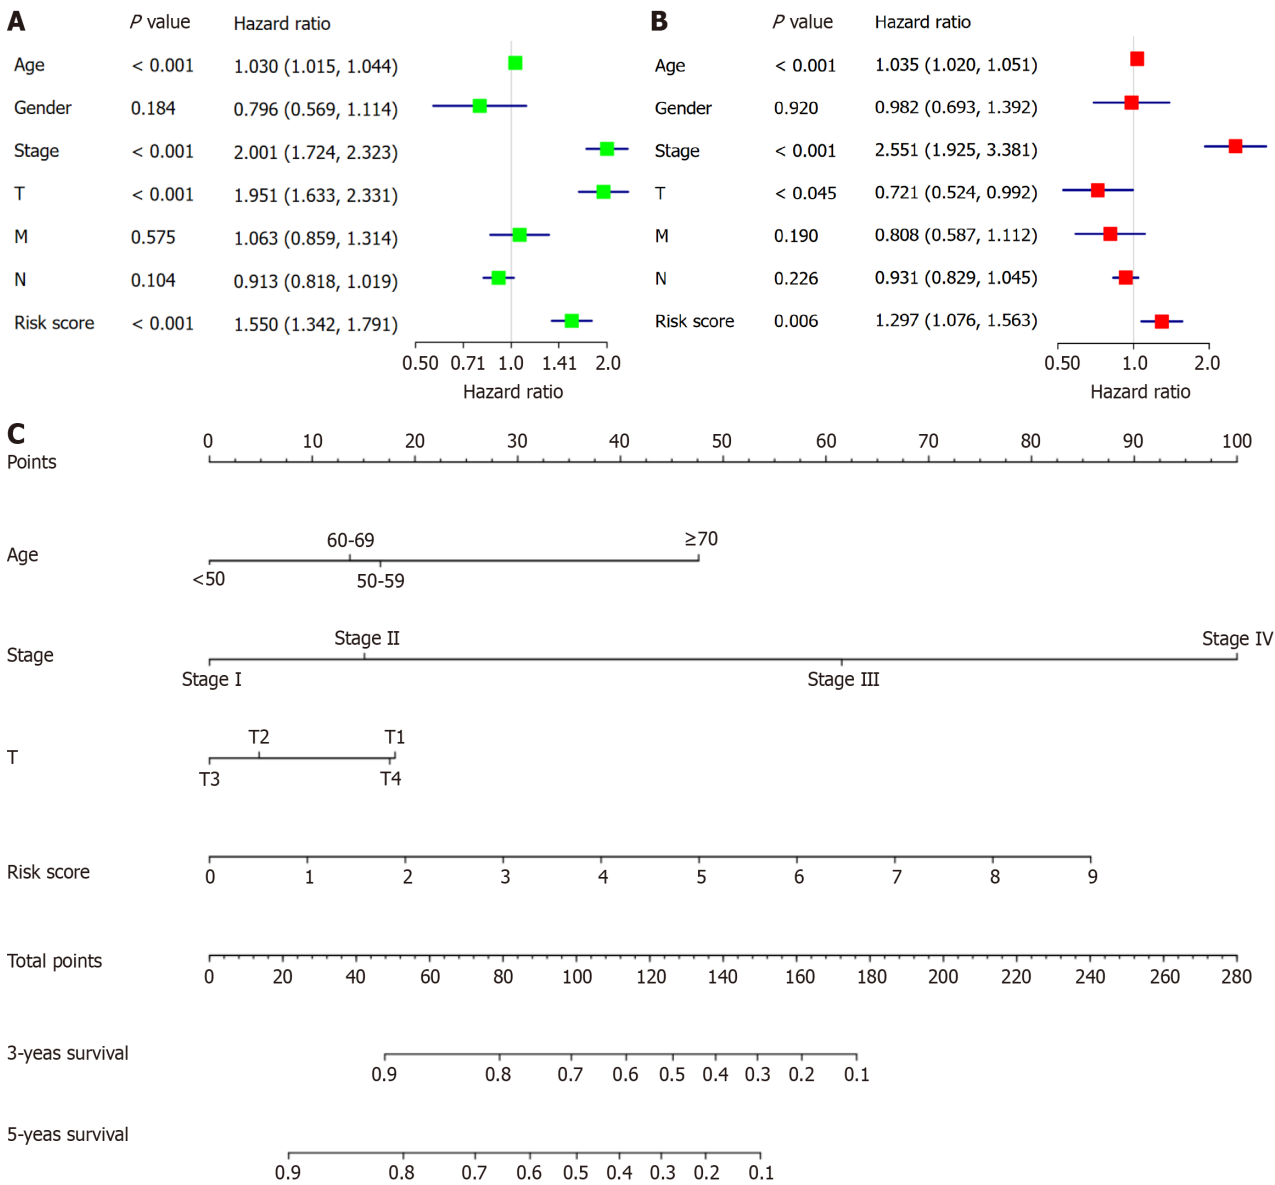 A
P value Hazard ratio
Age < 0.001 1.030 (1.015, 1.044)
Gender 0.184 0.796 (0.569, 1.114)
Stage < 0.001 2.001 (1.724, 2.323)
T < 0.001 1.951 (1.633, 2.331)
M 0.575 1.063 (0.859, 1.314)
N 0.104 0.913 (0.818, 1.019)
Risk score < 0.001 1.550 (1.342, 1.791)
0.50 0.71 1.0 1.41 2.0
Hazard ratio
B
P value Hazard ratio
Age < 0.001 1.035 (1.020, 1.051)
Gender 0.920 0.982 (0.693, 1.392)
Stage < 0.001 2.551 (1.925, 3.381)
T < 0.045 0.721 (0.524, 0.992)
M 0.190 0.808 (0.587, 1.112)
N 0.226 0.931 (0.829, 1.045)
Risk score 0.006 1.297 (1.076, 1.563)
0.50 1.0 2.0
Hazard ratio
C
0 10 20 30 40 50 60 70 80 90 100
Points
60-69 ≥70
Age
<50 50-59
Stage II Stage IV
Stage
Stage I Stage III
T2 T1
T
T3 T4
Risk score
0 1 2 3 4 5 6 7 8 9
Total points
0 20 40 60 80 100 120 140 160 180 200 220 240 260 280
3-yeas survival
0.9 0.8 0.7 0.6 0.5 0.4 0.3 0.2 0.1
5-yeas survival
0.9 0.8 0.7 0.6 0.5 0.4 0.3 0.2 0.1